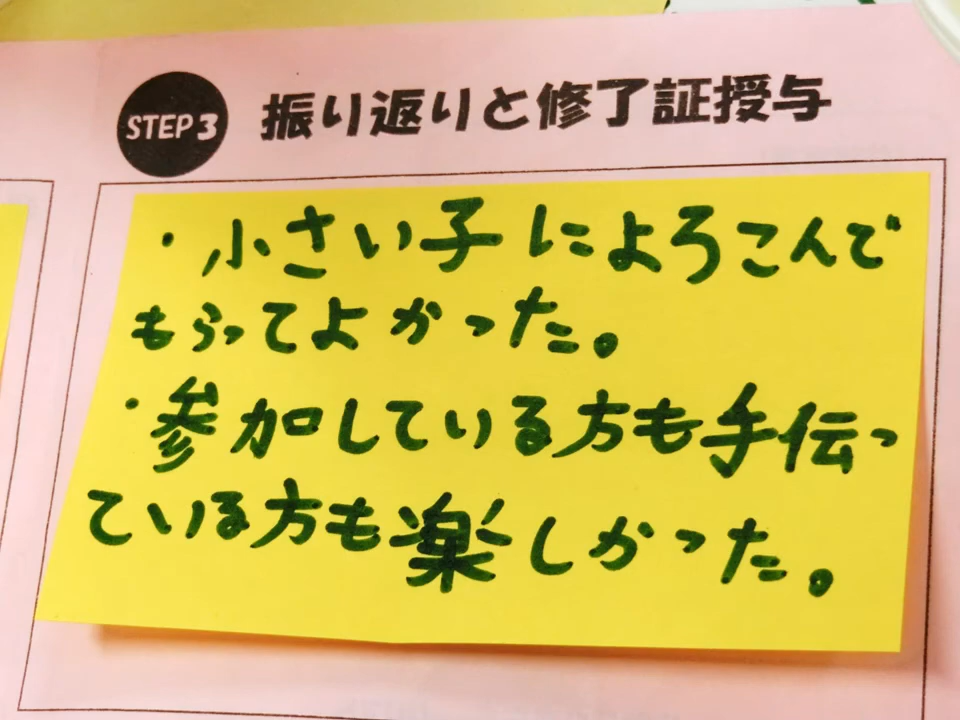 STEP 3 振り返りと修了証授与
・小さい子によろこんで
もらってよかった。
・参加している方も手伝っ
ている方も楽しかった。